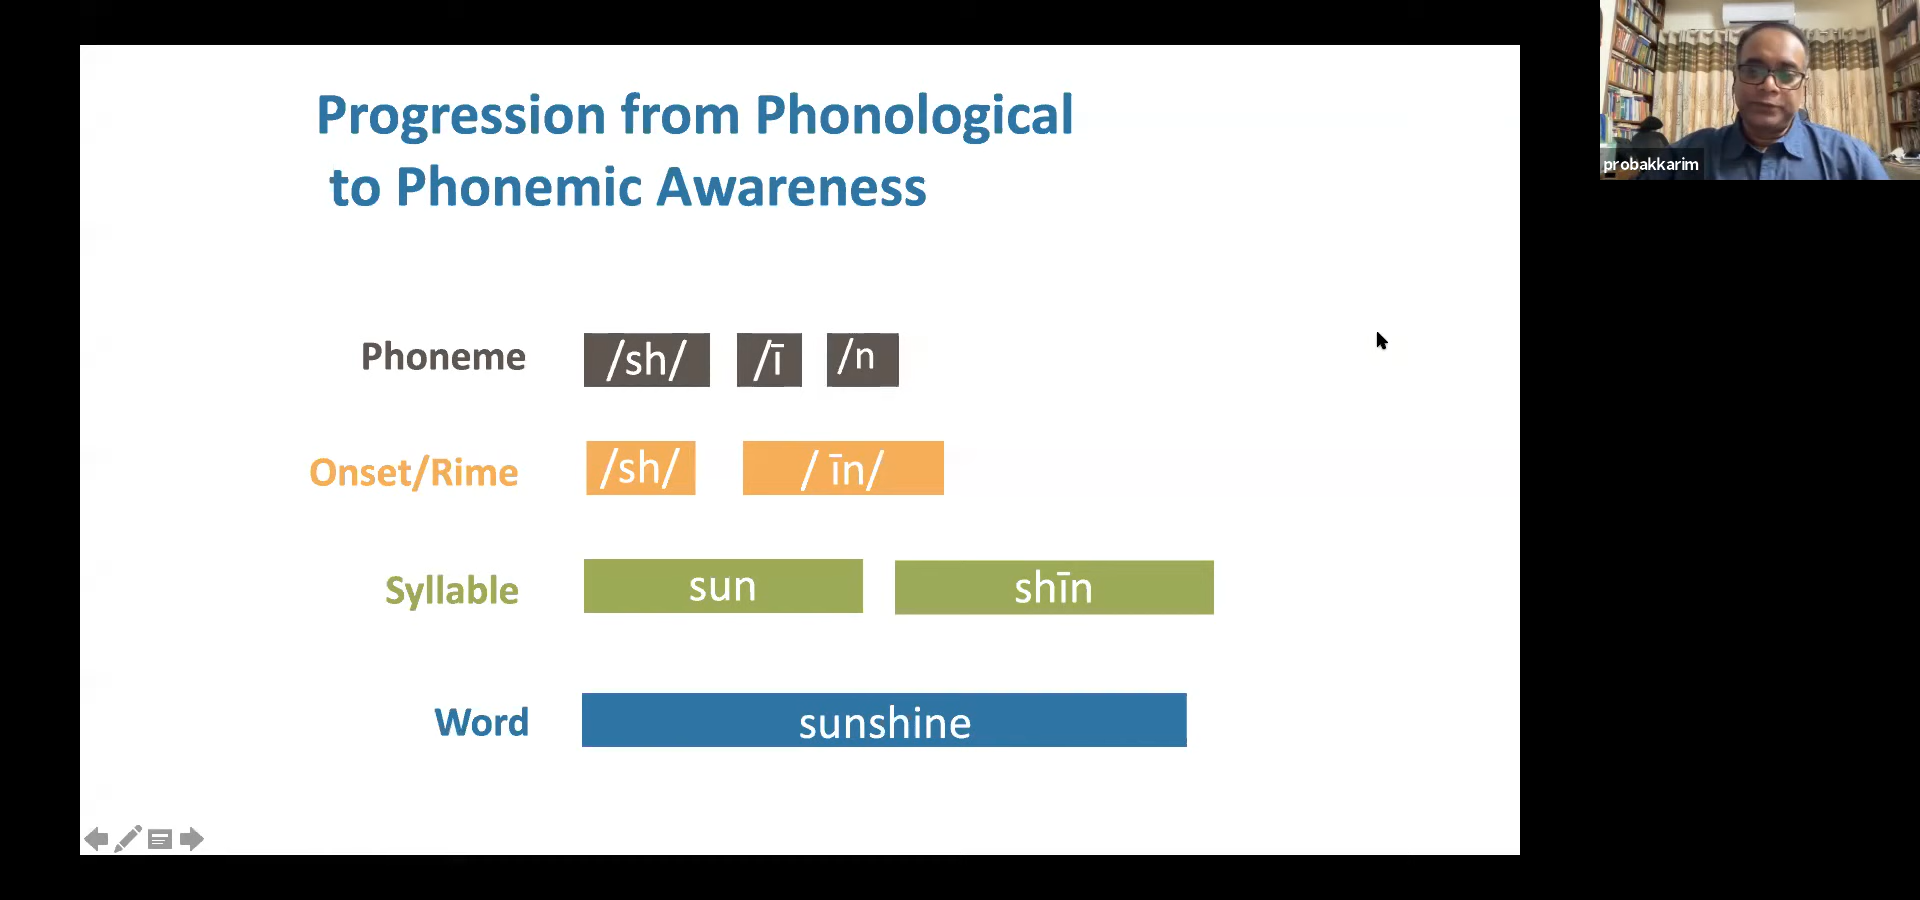 Progression from Phonological
to Phonemic Awareness
Phoneme /sh/ /ī /n
Onset/Rime /sh/ / īn/
Syllable sun shīn
Word sunshine
probakkarim